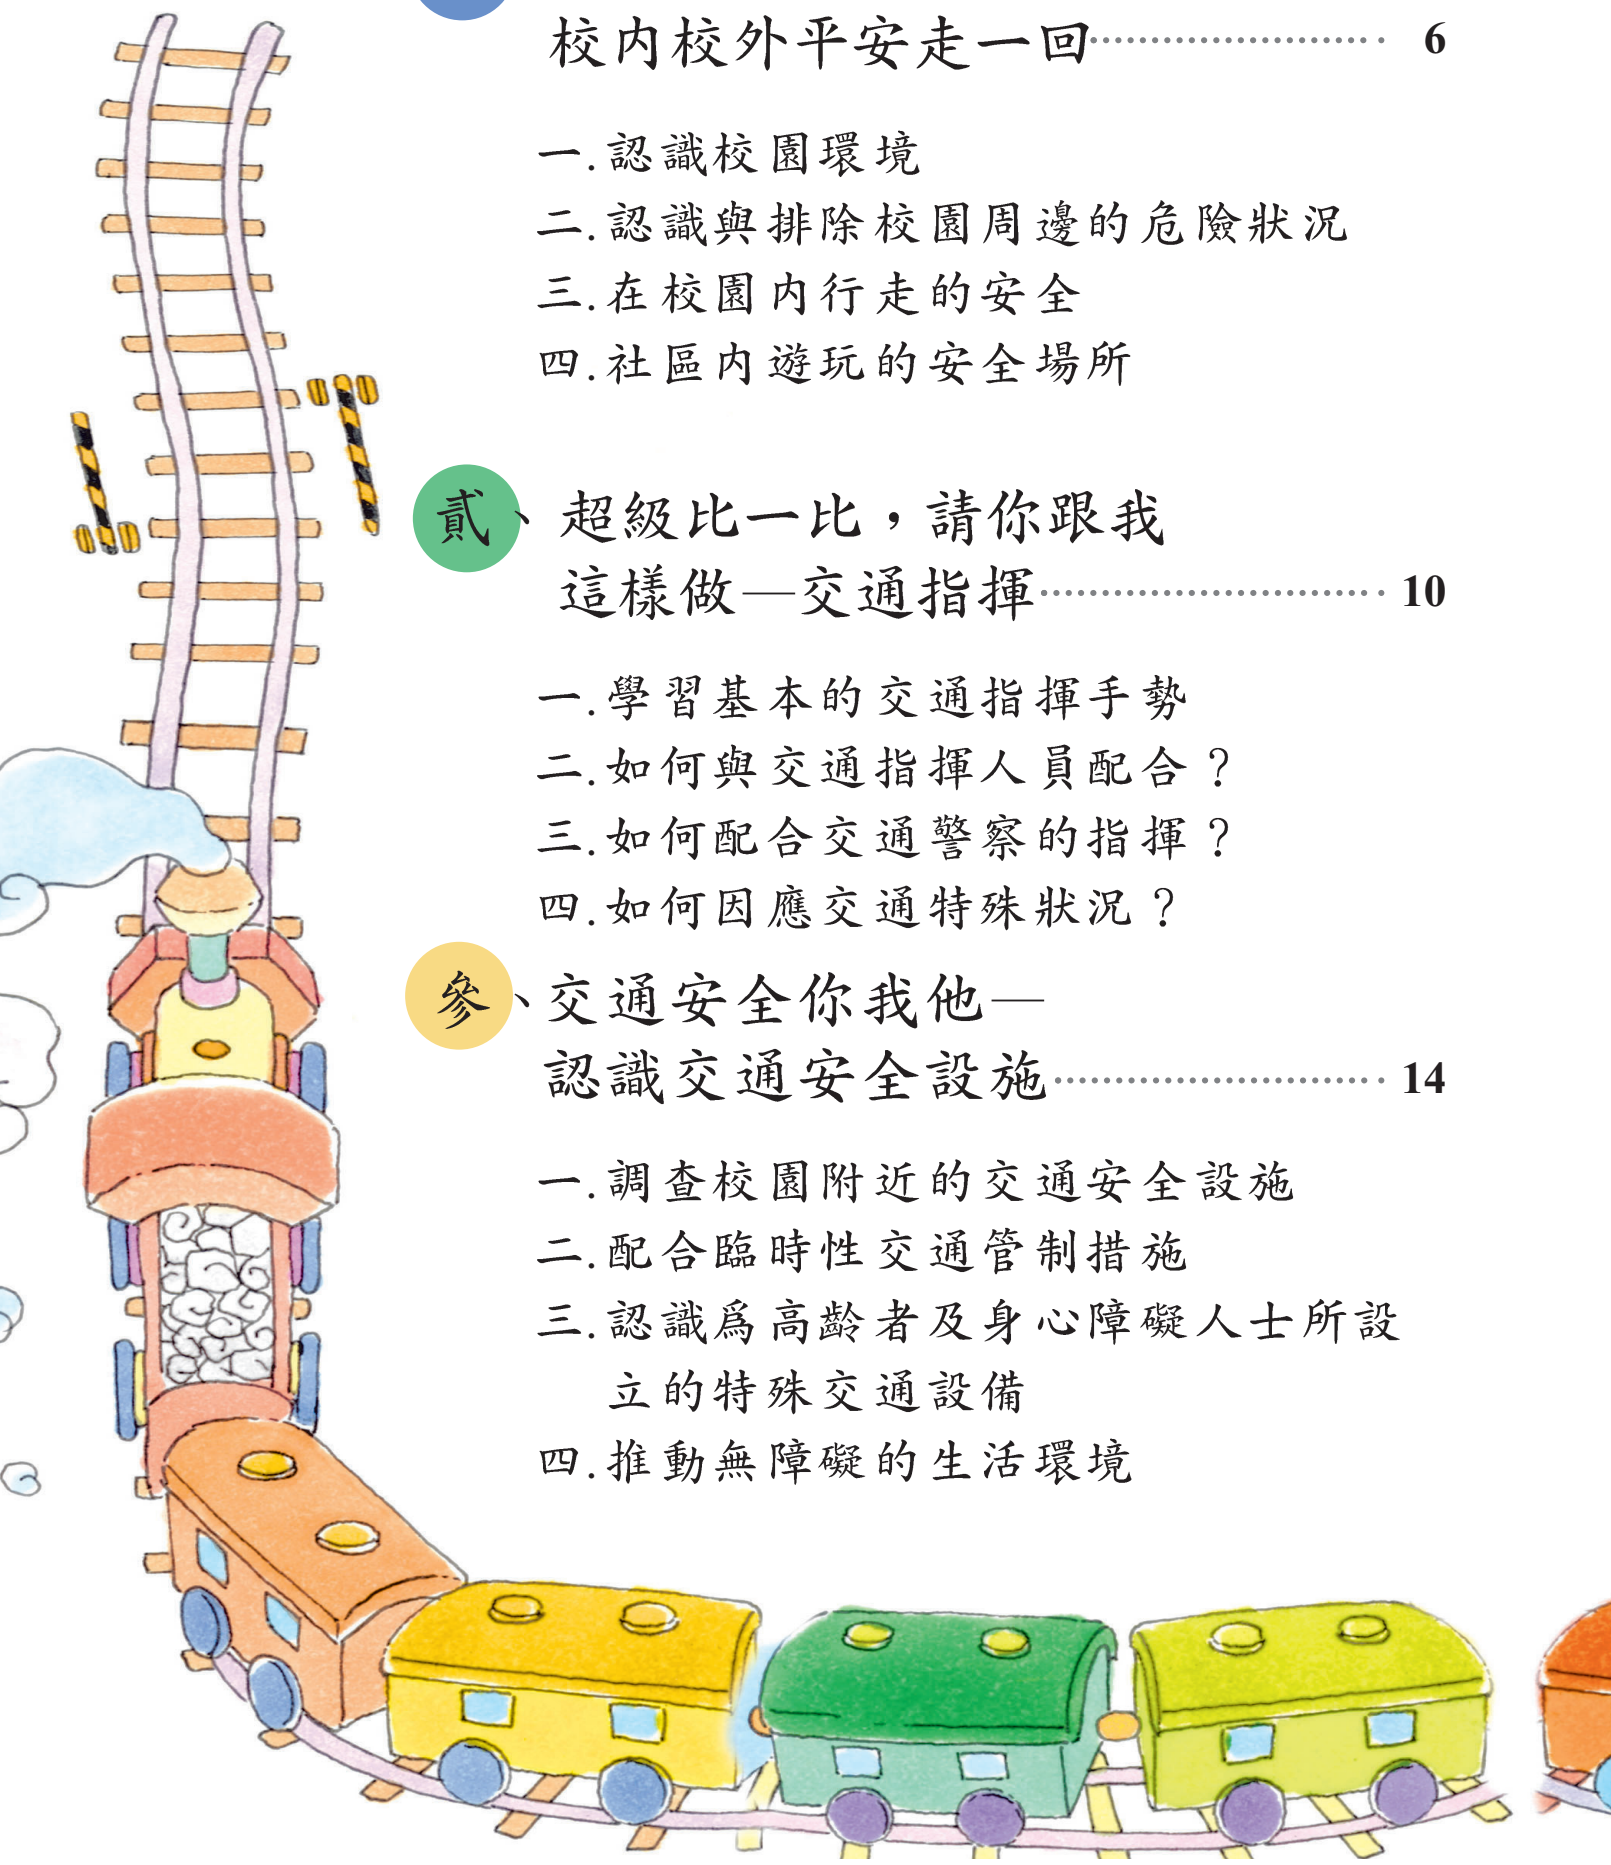 校內校外平安走一回………………………… 6
一.認識校園環境
二.認識與排除校園周邊的危險狀況
三.在校園內行走的安全
四.社區內遊玩的安全場所
貳、超級比一比，請你跟我
這樣做—交通指揮………………………… 10
一.學習基本的交通指揮手勢
二.如何與交通指揮人員配合？
三.如何配合交通警察的指揮？
四.如何因應交通特殊狀況？
參、交通安全你我他—
認識交通安全設施………………………… 14
一.調查校園附近的交通安全設施
二.配合臨時性交通管制措施
三.認識為高齡者及身心障礙人士所設
立的特殊交通設備
四.推動無障礙的生活環境